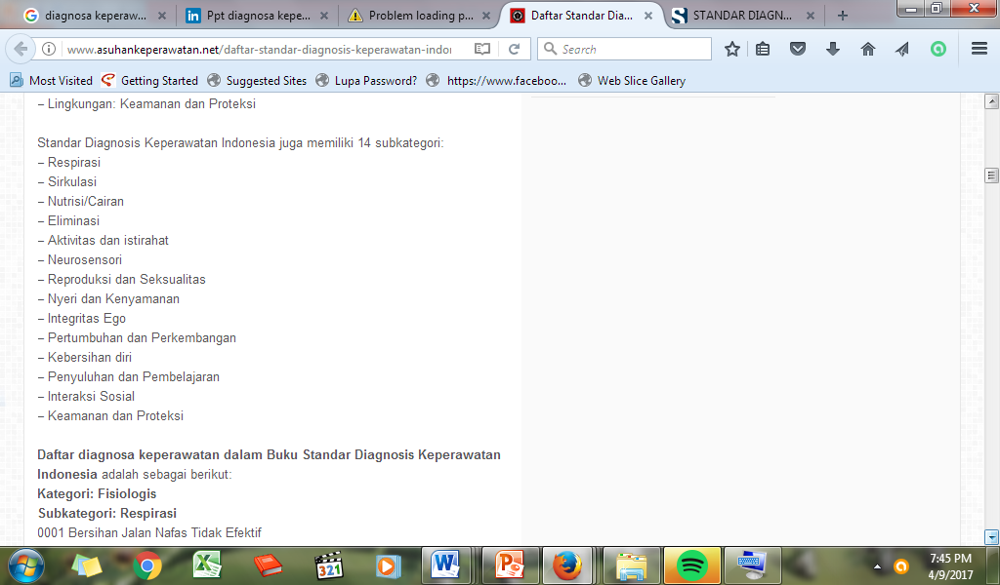 diagnosa keperaw...
Ppt diagnosa kepe...
Problem loading p...
Daftar Standar Dia...
STANDAR DIAGN...
www.asuhankeperawatan.net/daftar-standar-diagnosis-keperawatan-indo
Search
Most Visited
Getting Started
Suggested Sites
Lupa Password?
https://www.faceboo...
Web Slice Gallery
– Lingkungan: Keamanan dan Proteksi
Standar Diagnosis Keperawatan Indonesia juga memiliki 14 subkategori:
– Respirasi
– Sirkulasi
– Nutrisi/Cairan
– Eliminasi
– Aktivitas dan istirahat
– Neurosensori
– Reproduksi dan Seksualitas
– Nyeri dan Kenyamanan
– Integritas Ego
– Pertumbuhan dan Perkembangan
– Kebersihan diri
– Penyuluhan dan Pembelajaran
– Interaksi Sosial
– Keamanan dan Proteksi
Daftar diagnosa keperawatan dalam Buku Standar Diagnosis Keperawatan
Indonesia adalah sebagai berikut:
Kategori: Fisiologis
Subkategori: Respirasi
0001 Bersihan Jalan Nafas Tidak Efektif
321
7:45 PM
4/9/2017